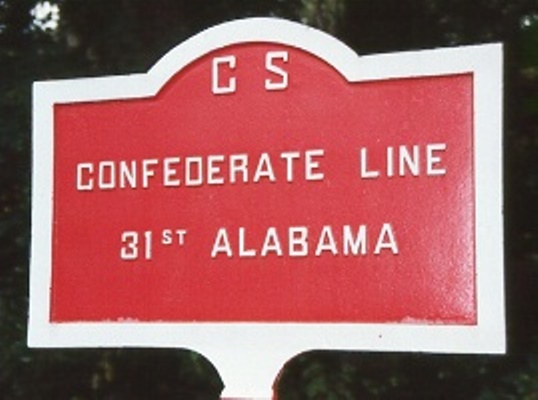 C S
CONFEDERATE LINE
31ST ALABAMA